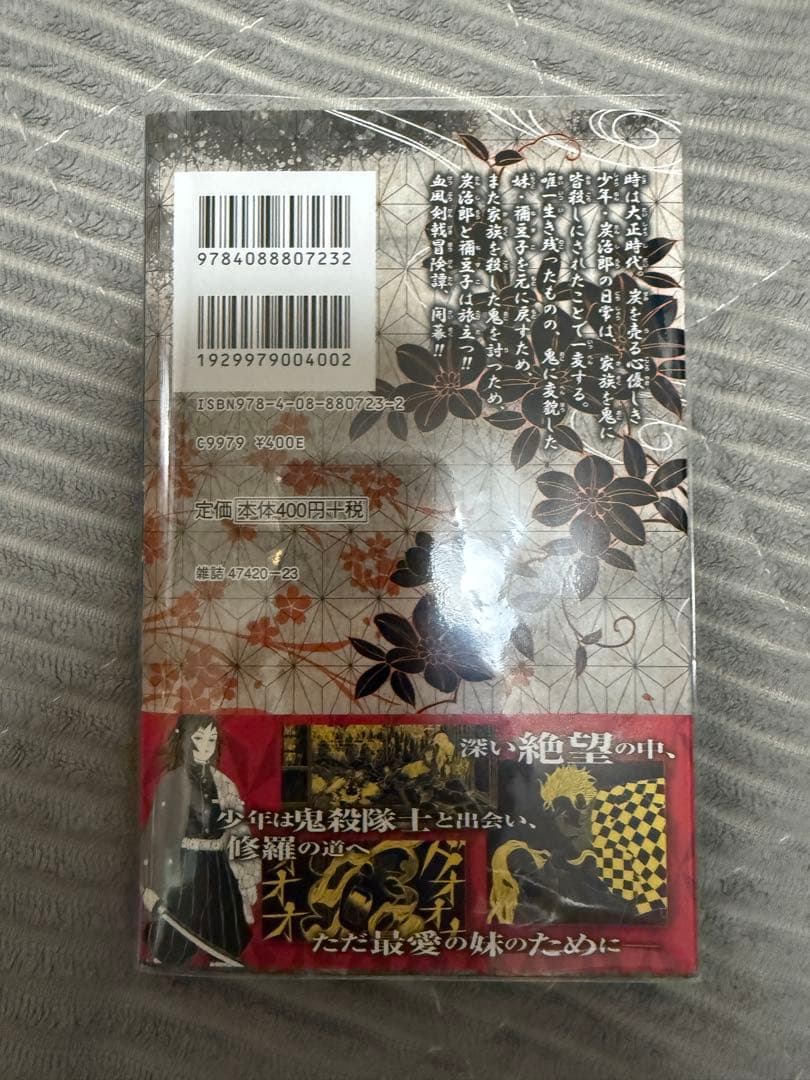 9784088807232
1929979004002
ISBN978-4-08-880723-2
C9979 ¥400E
定価 本体400円+税
雑誌 47420-23
時は大正時代。炭を売る心優しき
少年・炭治郎の日常は、家族を鬼に
皆殺しにされたことで一変する。
唯一生き残ったものの、鬼に変貌した
妹・禰豆子を元に戻すため、
また家族を殺した鬼を討つため、
炭治郎と禰豆子は旅立つ!!
血風剣戟冒険譚、開幕!!
深い絶望の中、
少年は鬼殺隊士と出会い、
修羅の道へ
ただ最愛の妹のために──